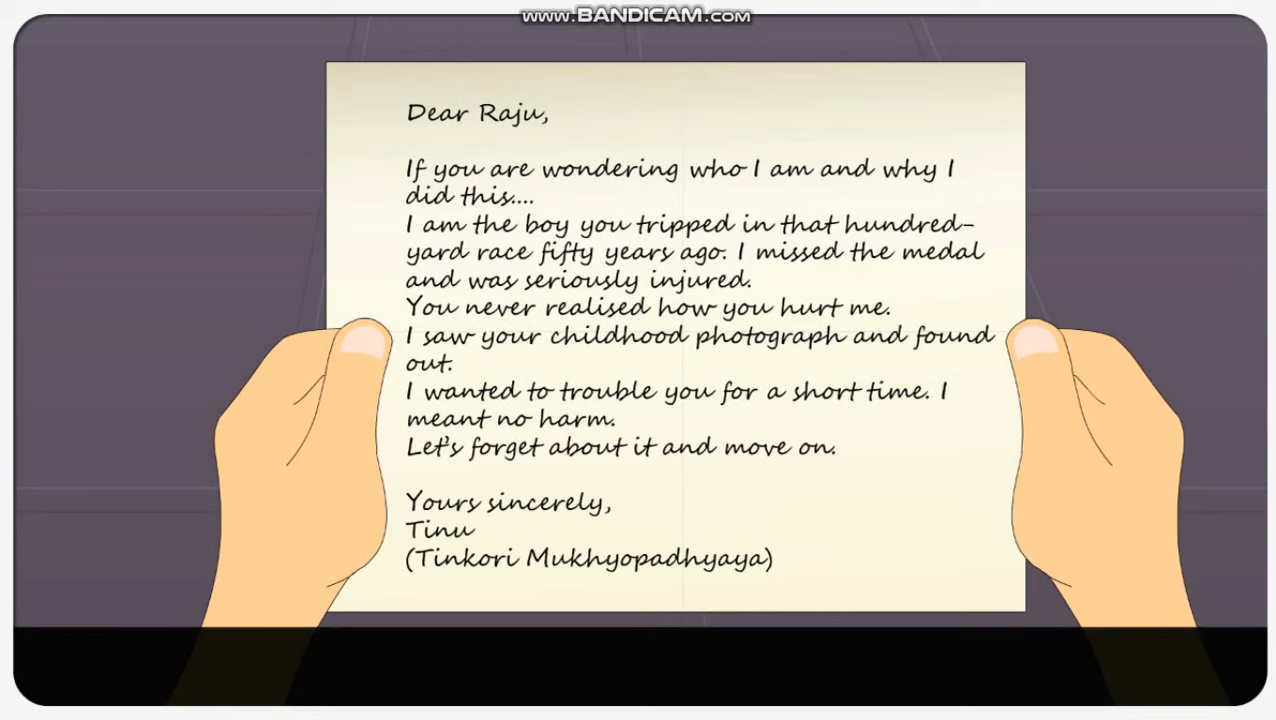 www.BANDICAM.com
Dear Raju,
If you are wondering who I am and why I
did this....
I am the boy you tripped in that hundred-
yard race fifty years ago. I missed the medal
and was seriously injured.
You never realised how you hurt me.
I saw your childhood photograph and found
out.
I wanted to trouble you for a short time. I
meant no harm.
Let's forget about it and move on.
Yours sincerely,
Tinu
(Tinkori Mukhyopadhyaya)